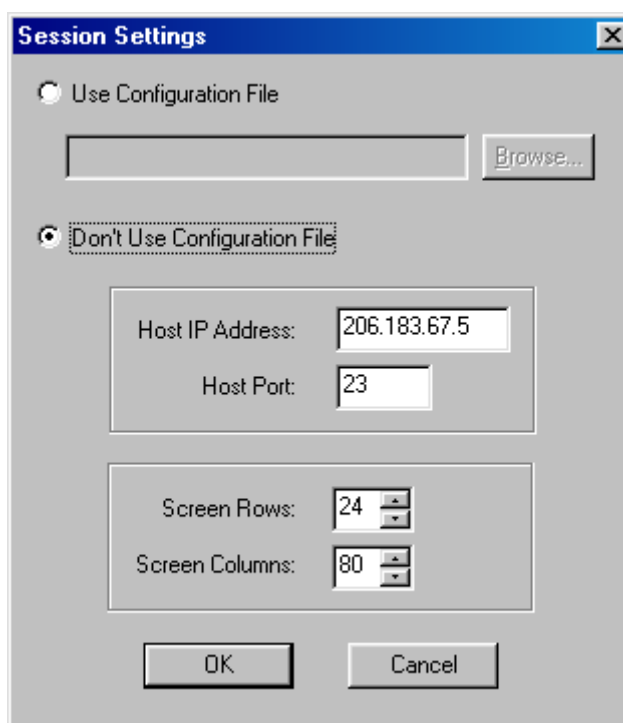 Session Settings
Use Configuration File
Browse...
Don't Use Configuration File
Host IP Address: 206.183.67.5
Host Port: 23
Screen Rows: 24
Screen Columns: 80
OK Cancel